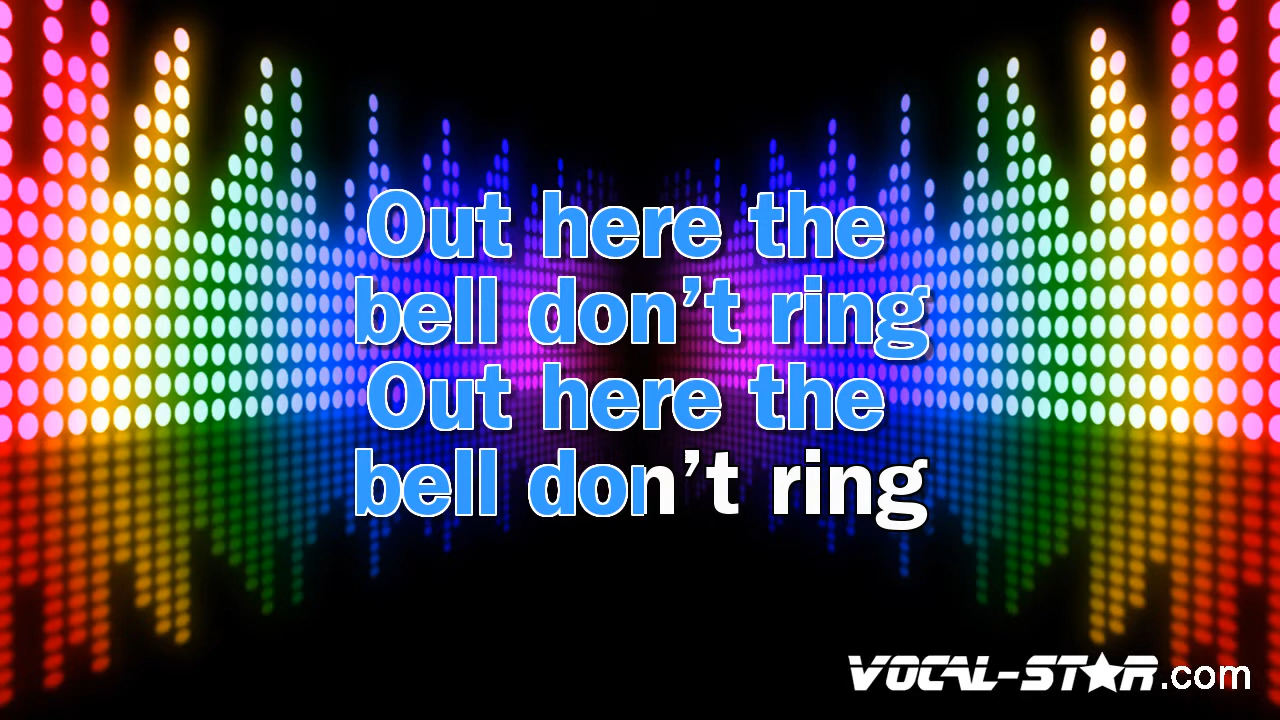 Out here the
bell don't ring
Out here the
bell don't ring
VOCAL-STAR.com